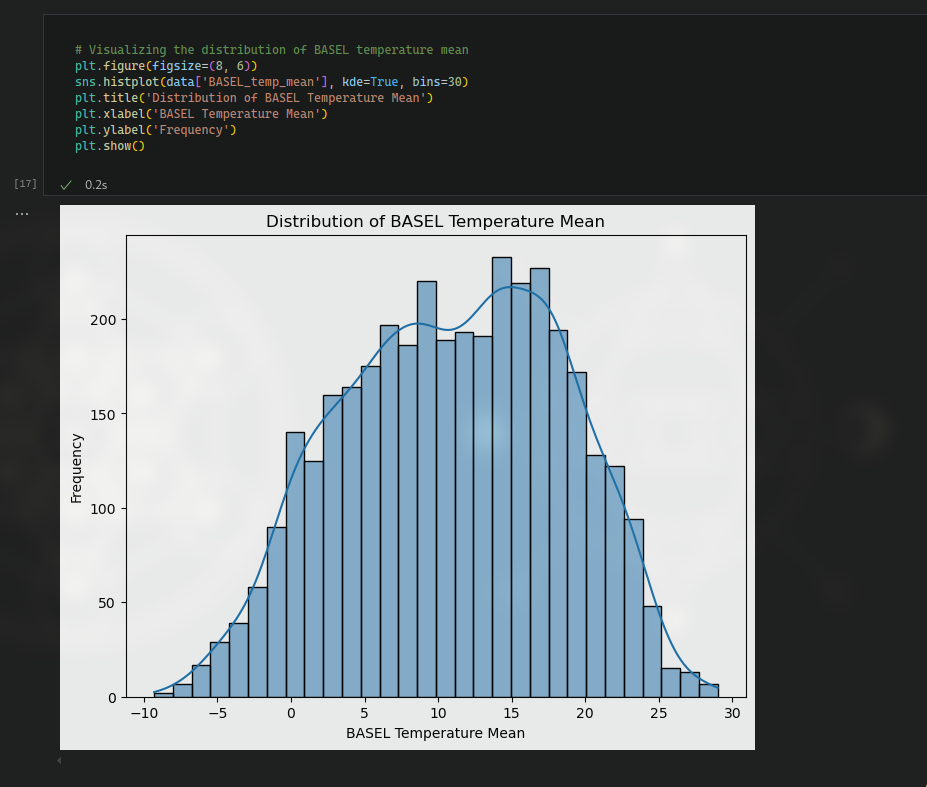 # Visualizing the distribution of BASEL temperature mean
plt.figure(figsize=(8, 6))
sns.histplot(data['BASEL_temp_mean'], kde=True, bins=30)
plt.title('Distribution of BASEL Temperature Mean')
plt.xlabel('BASEL Temperature Mean')
plt.ylabel('Frequency')
plt.show()
[17]
0.2s
...
Distribution of BASEL Temperature Mean
Frequency
200
150
100
50
0
−10 −5 0 5 10 15 20 25 30
BASEL Temperature Mean